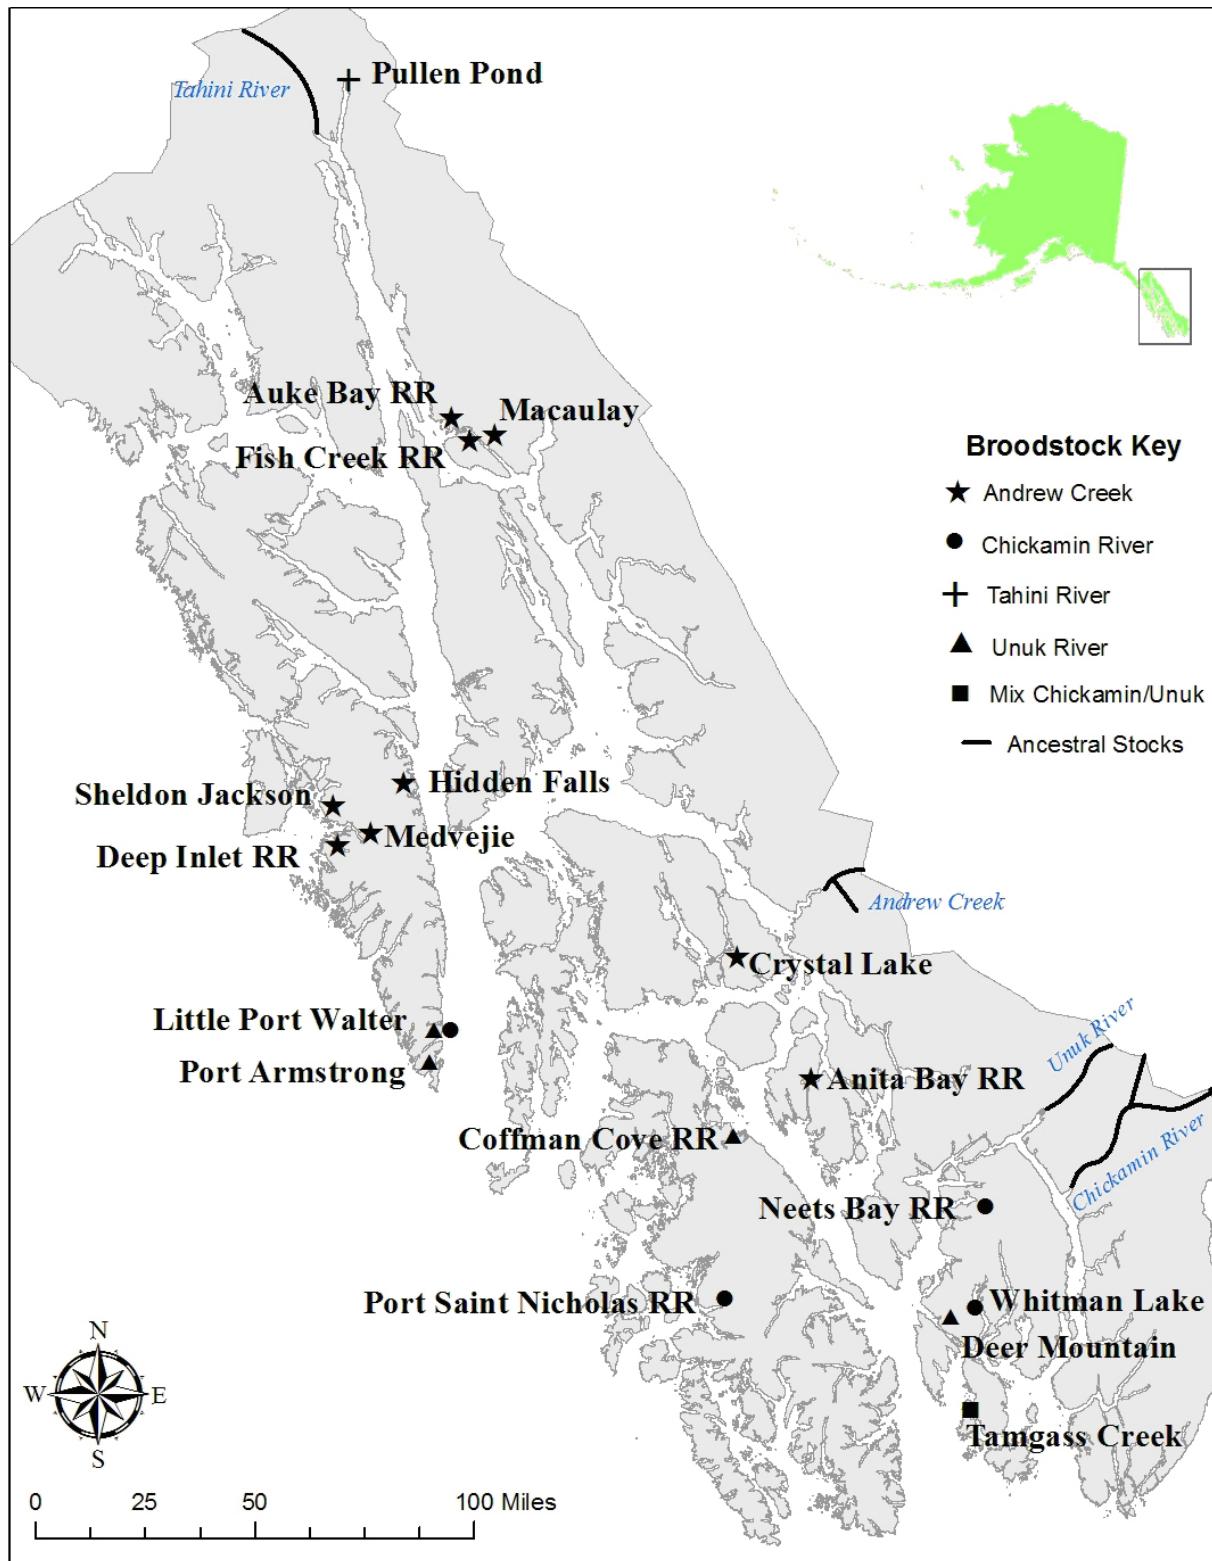 Pullen Pond
Tahini River
Auke Bay RR
Macaulay
Fish Creek RR
Broodstock Key
Andrew Creek
Chickamin River
Tahini River
Unuk River
Mix Chickamin/Unuk
Ancestral Stocks
Hidden Falls
Sheldon Jackson
Medvejie
Deep Inlet RR
Andrew Creek
Crystal Lake
Little Port Walter
Port Armstrong
Unuk River
Anita Bay RR
Coffman Cove RR
Chickamin River
Neets Bay RR
Port Saint Nicholas RR
Whitman Lake
Deer Mountain
Tamgass Creek
N
W
E
S
0 25 50 100 Miles